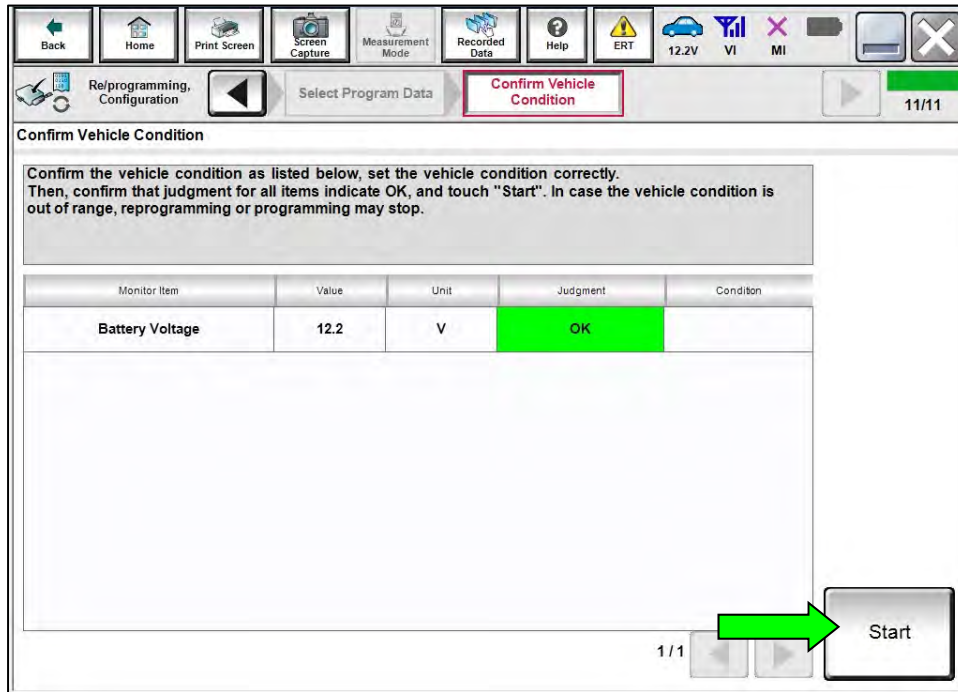 Back
Home
Print Screen
Screen
Capture
Measurement
Mode
Recorded
Data
Help
ERT
12.2V
VI
MI
Re/programming,
Configuration
Select Program Data
Confirm Vehicle
Condition
11/11
Confirm Vehicle Condition
Confirm the vehicle condition as listed below, set the vehicle condition correctly.
Then, confirm that judgment for all items indicate OK, and touch "Start". In case the vehicle condition is
out of range, reprogramming or programming may stop.
Monitor Item Value Unit Judgment Condition
Battery Voltage 12.2 V OK
1/1
Start